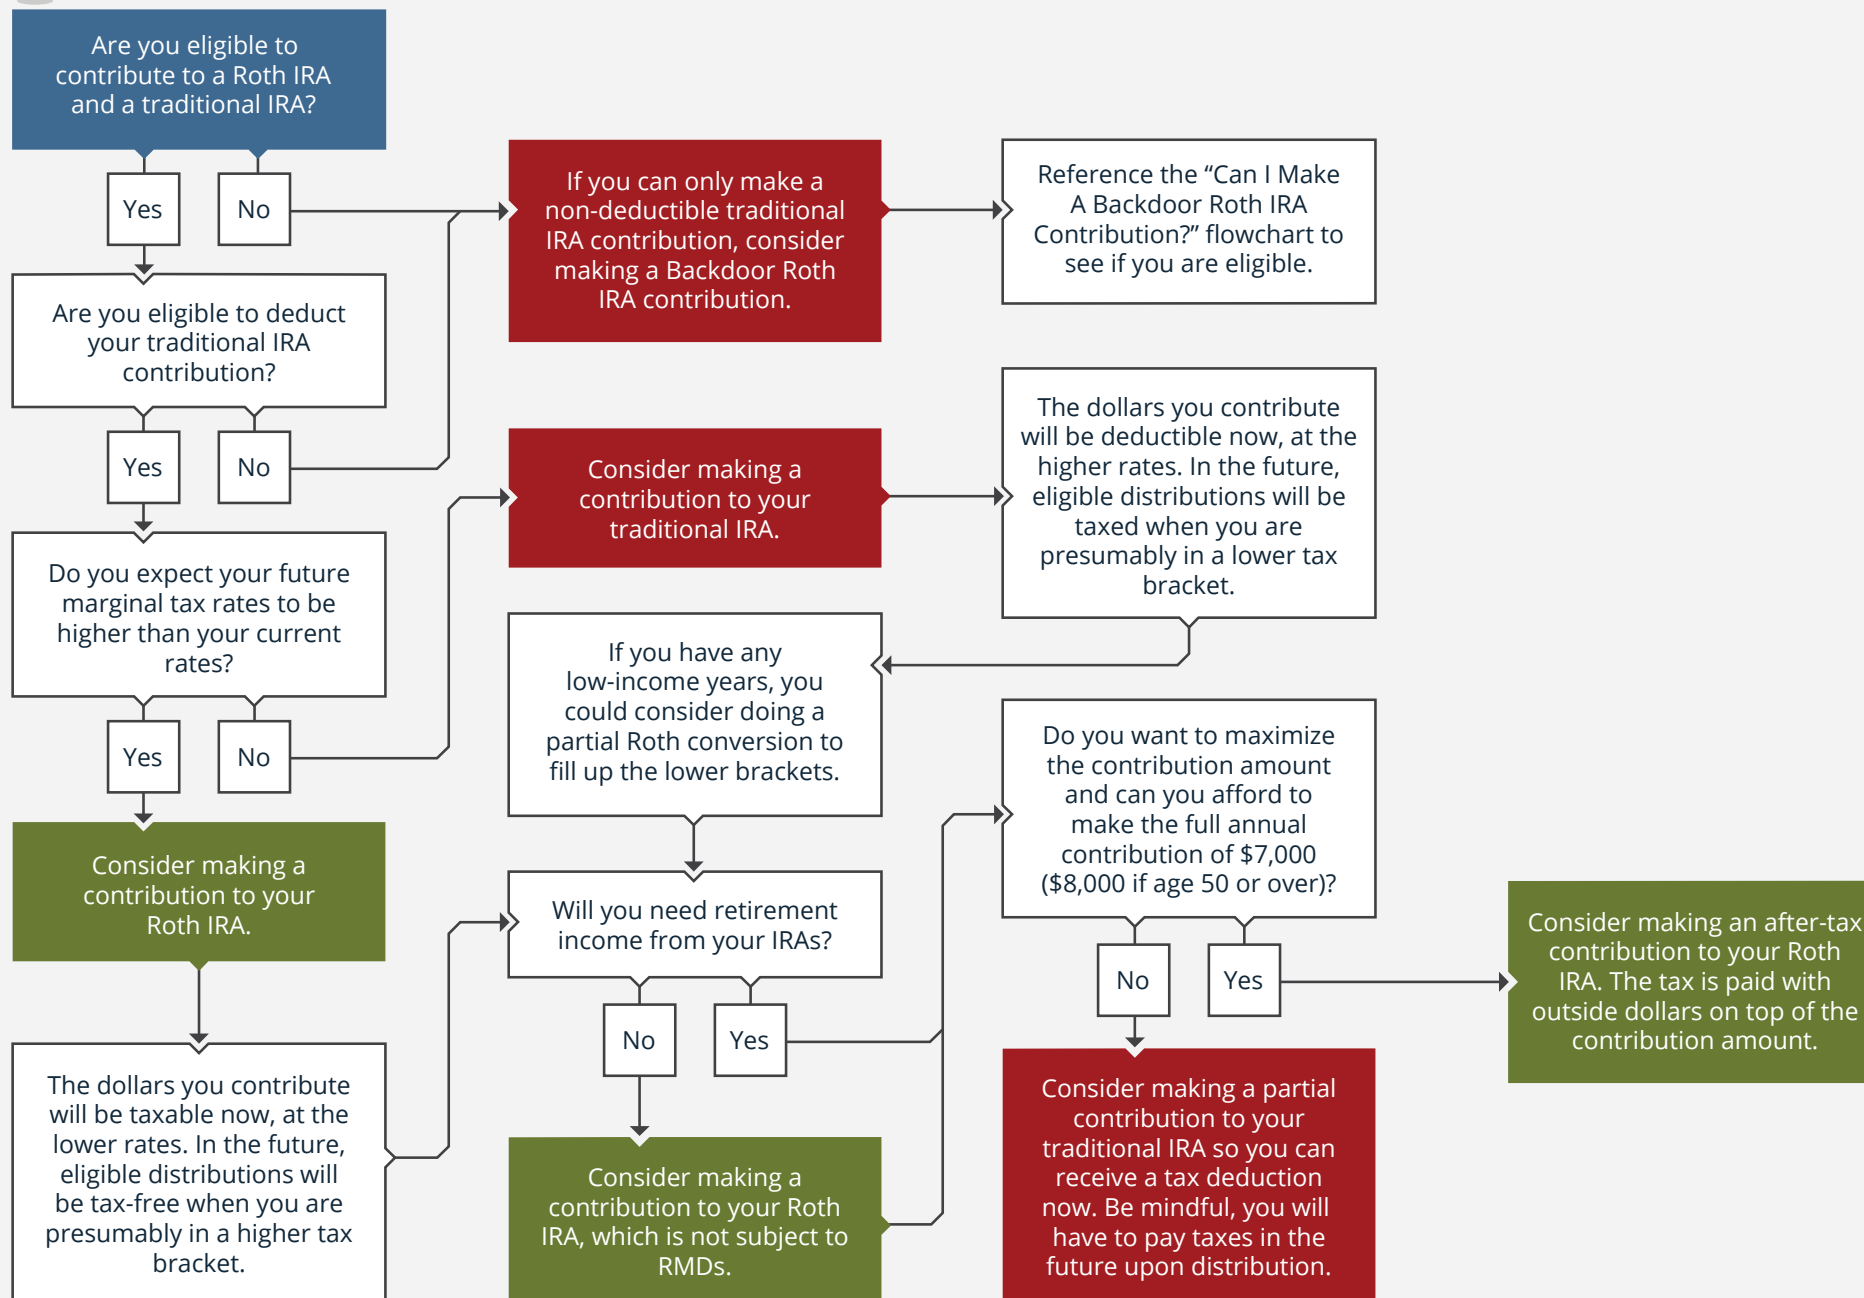 Are you eligible to
contribute to a Roth IRA
and a traditional IRA?
Yes
No
Are you eligible to deduct
your traditional IRA
contribution?
Yes
No
Do you expect your future
marginal tax rates to be
higher than your current
rates?
Yes
No
Consider making a
contribution to your
Roth IRA.
The dollars you contribute
will be taxable now, at the
lower rates. In the future,
eligible distributions will
be tax-free when you are
presumably in a higher tax
bracket.
If you can only make a
non-deductible traditional
IRA contribution, consider
making a Backdoor Roth
IRA contribution.
Reference the “Can I Make
A Backdoor Roth IRA
Contribution?” flowchart to
see if you are eligible.
Consider making a
contribution to your
traditional IRA.
The dollars you contribute
will be deductible now, at the
higher rates. In the future,
eligible distributions will be
taxed when you are
presumably in a lower tax
bracket.
If you have any
low-income years, you
could consider doing a
partial Roth conversion to
fill up the lower brackets.
Will you need retirement
income from your IRAs?
No
Yes
Consider making a
contribution to your Roth
IRA, which is not subject to
RMDs.
Do you want to maximize
the contribution amount
and can you afford to
make the full annual
contribution of $7,000
($8,000 if age 50 or over)?
No
Yes
Consider making a partial
contribution to your
traditional IRA so you can
receive a tax deduction
now. Be mindful, you will
have to pay taxes in the
future upon distribution.
Consider making an after-tax
contribution to your Roth
IRA. The tax is paid with
outside dollars on top of the
contribution amount.